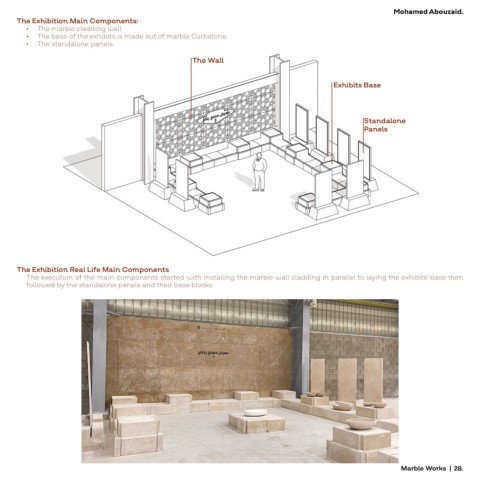 Mohamed Abouzaid.
The Exhibition Main Components:
• The marble cladding wall.
• The base of the exhibits is made out of marble Curbstone.
• The standalone panels.
The Wall
Exhibits Base
Standalone
Panels
The Exhibition Real Life Main Components
The execution of the main components started with installing the marble wall cladding in parallel to laying the exhibits' base then
followed by the standalone panels and their base blocks.
Marble Works | 28.